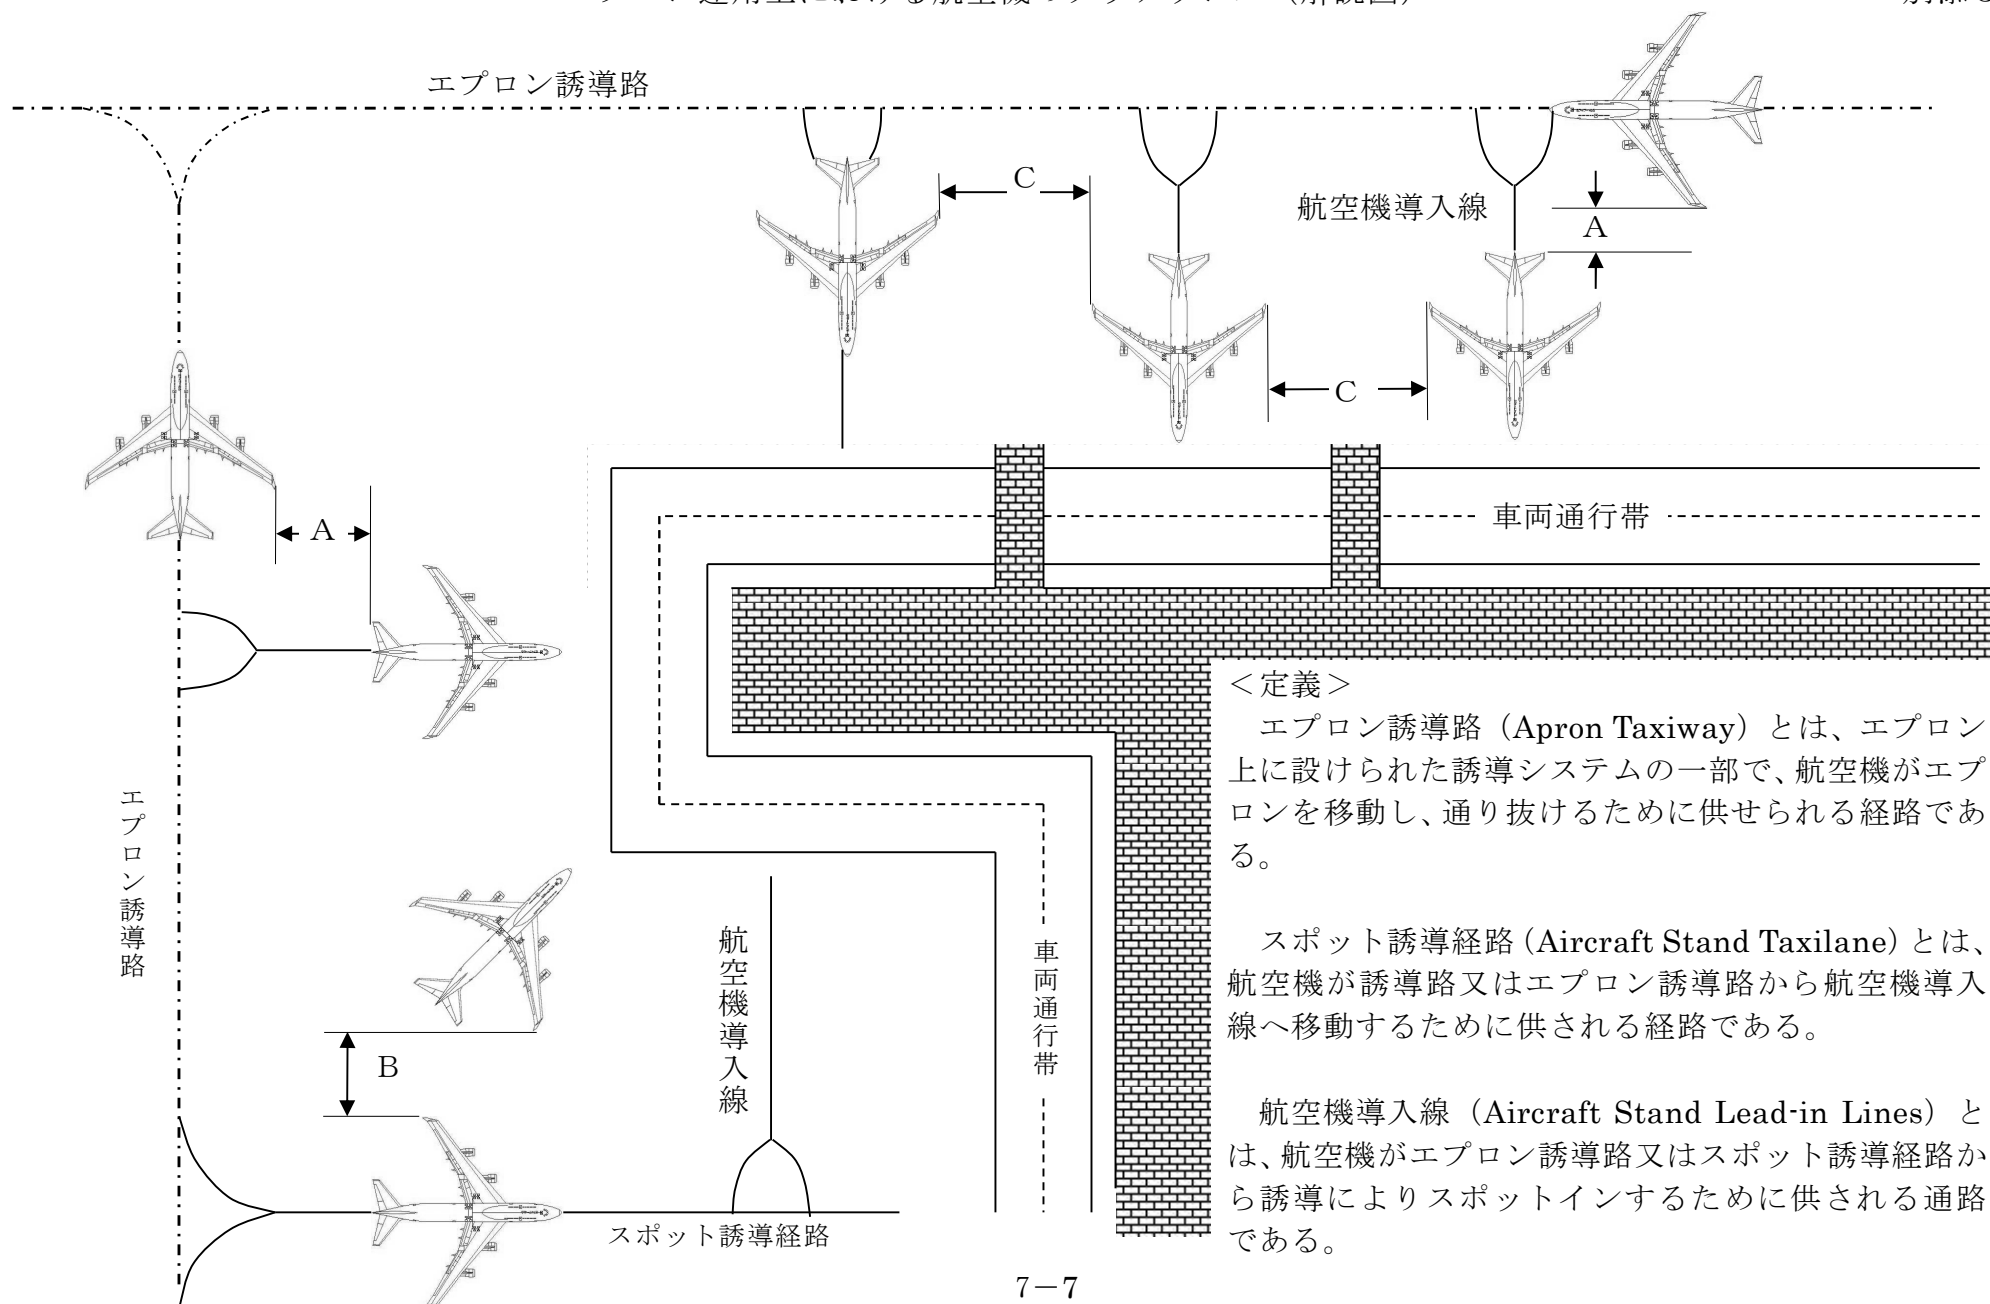 エプロン誘導路
C
航空機導入線
A
C
A
車両通行帯
<定義>
エプロン誘導路(Apron Taxiway)とは、エプロン
上に設けられた誘導システムの一部で、航空機がエプ
ロンを移動し、通り抜けるために供せられる経路であ
る。
スポット誘導経路(Aircraft Stand Taxilane)とは、
航空機が誘導路又はエプロン誘導路から航空機導入
線へ移動するために供される経路である。
航空機導入線(Aircraft Stand Lead-in Lines)と
は、航空機がエプロン誘導路又はスポット誘導経路か
ら誘導によりスポットインするために供される通路
である。
エプロン誘導路
B
航空機導入線
車両通行帯
スポット誘導経路
7-7